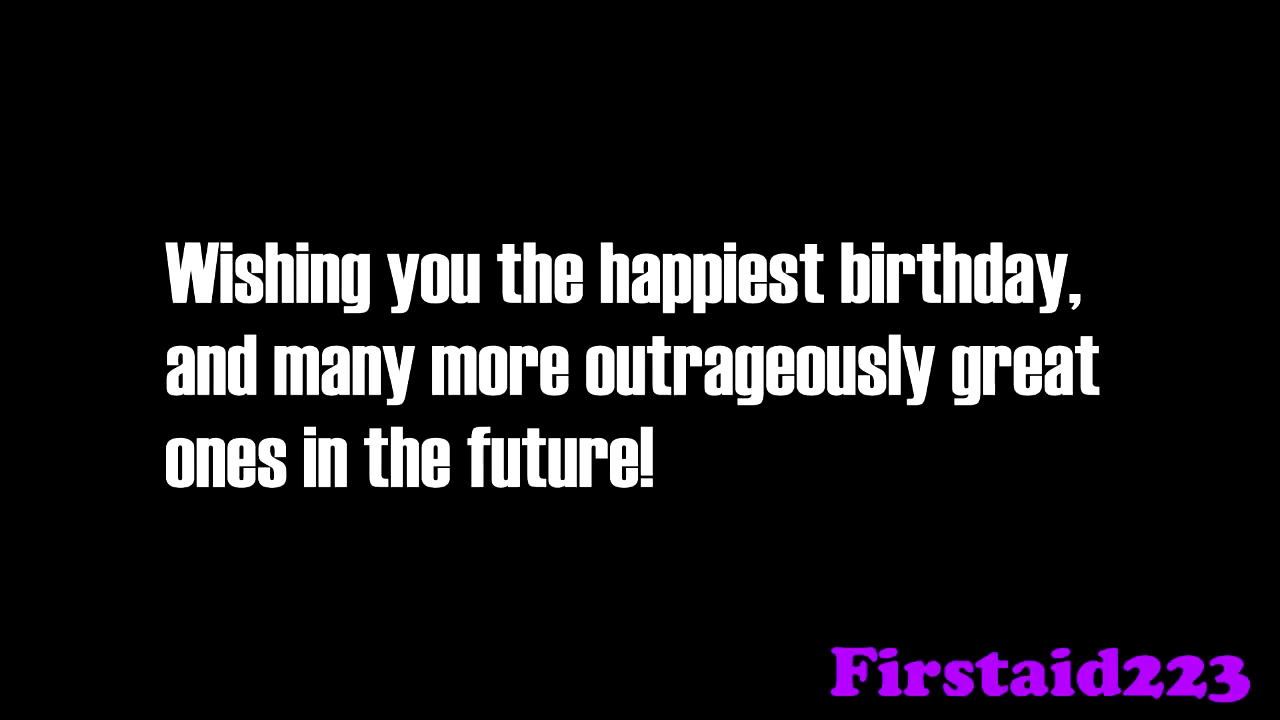 Wishing you the happiest birthday,
and many more outrageously great
ones in the future!
Firstaid223